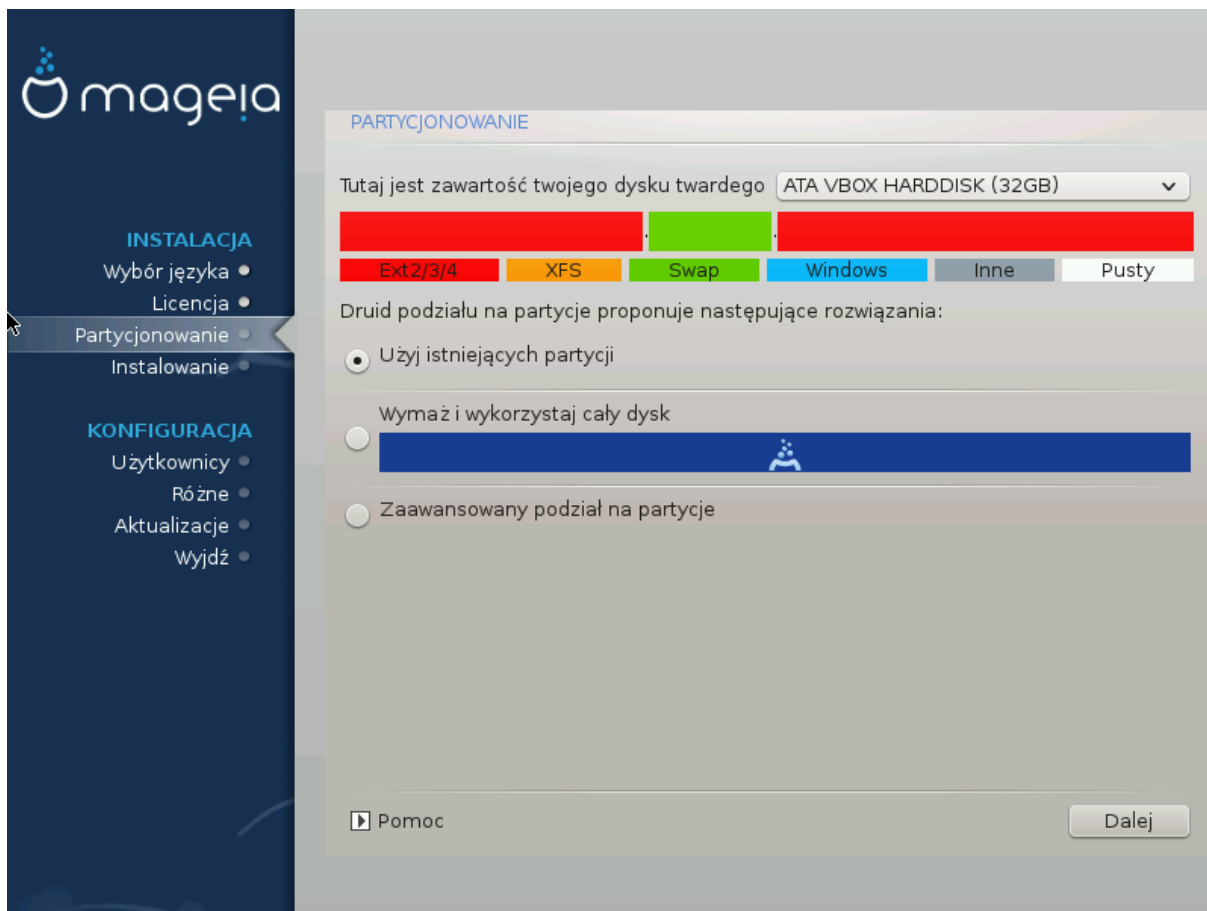 mageia
INSTALACJA
Wybór języka
Licencja
Partycjonowanie
Instalowanie
KONFIGURACJA
Użytkownicy
Różne
Aktualizacje
Wyjdź
PARTYCJONOWANIE
Tutaj jest zawartość twojego dysku twardego ATA VBOX HARDDISK (32GB)
Ext2/3/4 XFS Swap Windows Inne Pusty
Druid podziału na partycje proponuje następujące rozwiązania:
Użyj istniejących partycji
Wymaż i wykorzystaj cały dysk
Zaawansowany podział na partycje
Pomoc
Dalej